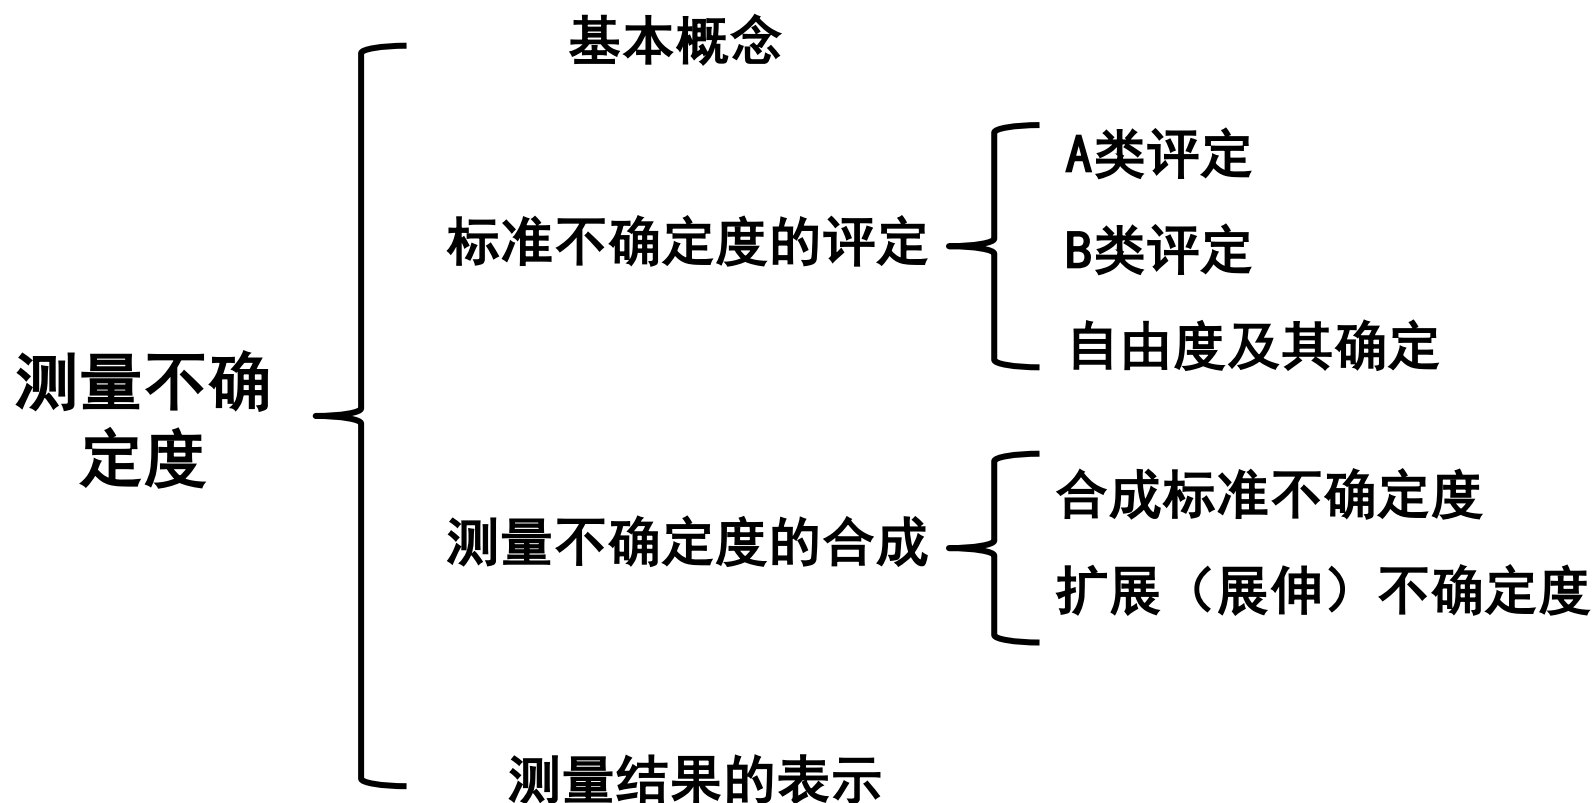 基本概念
A类评定
标准不确定度的评定
B类评定
自由度及其确定
测量不确
定度
合成标准不确定度
测量不确定度的合成
扩展（展伸）不确定度
测量结果的表示